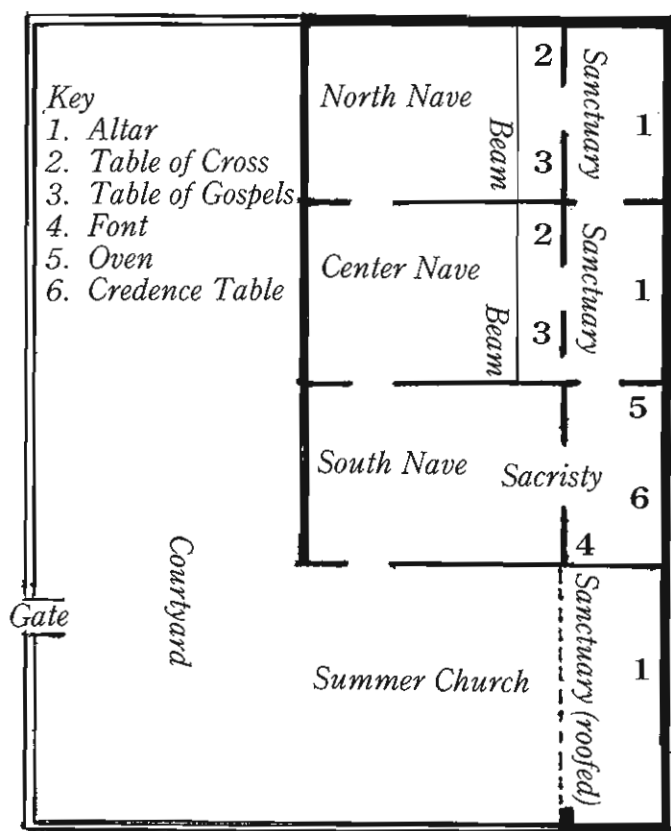 Key
1. Altar
2. Table of Cross
3. Table of Gospels
4. Font
5. Oven
6. Credence Table
North Nave
Beam
2
3
Sanctuary
1
Center Nave
Beam
2
3
Sanctuary
1
South Nave
Sacristy
5
6
4
Courtyard
Gate
Summer Church
Sanctuary (roofed)
1